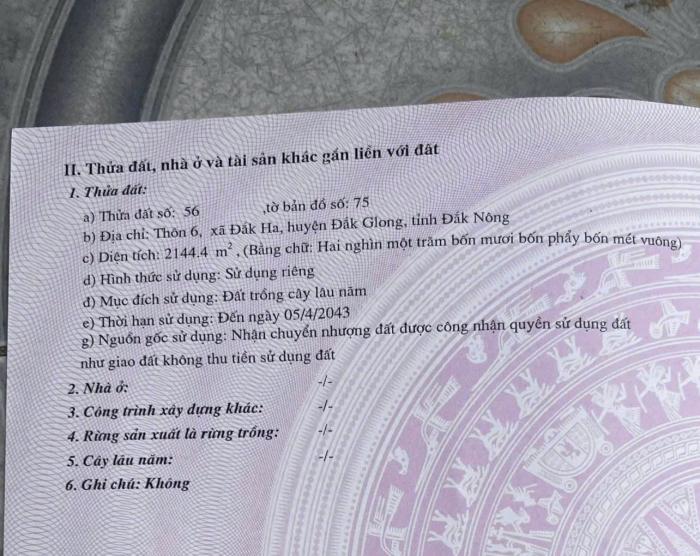 II. Thửa đất, nhà ở và tài sản khác gắn liền với đất
1. Thửa đất:
a) Thửa đất số: 56 ,tờ bản đồ số: 75
b) Địa chỉ: Thôn 6, xã Đắk Ha, huyện Đắk Glong, tỉnh Đắk Nông
c) Diện tích: 2144.4 m², (Bằng chữ: Hai nghìn một trăm bốn mươi bốn phẩy bốn mét vuông)
d) Hình thức sử dụng: Sử dụng riêng
đ) Mục đích sử dụng: Đất trồng cây lâu năm
e) Thời hạn sử dụng: Đến ngày 05/4/2043
g) Nguồn gốc sử dụng: Nhận chuyển nhượng đất được công nhận quyền sử dụng đất
như giao đất không thu tiền sử dụng đất
2. Nhà ở: -/-
3. Công trình xây dựng khác: -/-
4. Rừng sản xuất là rừng trồng: -/-
5. Cây lâu năm: -/-
6. Ghi chú: Không